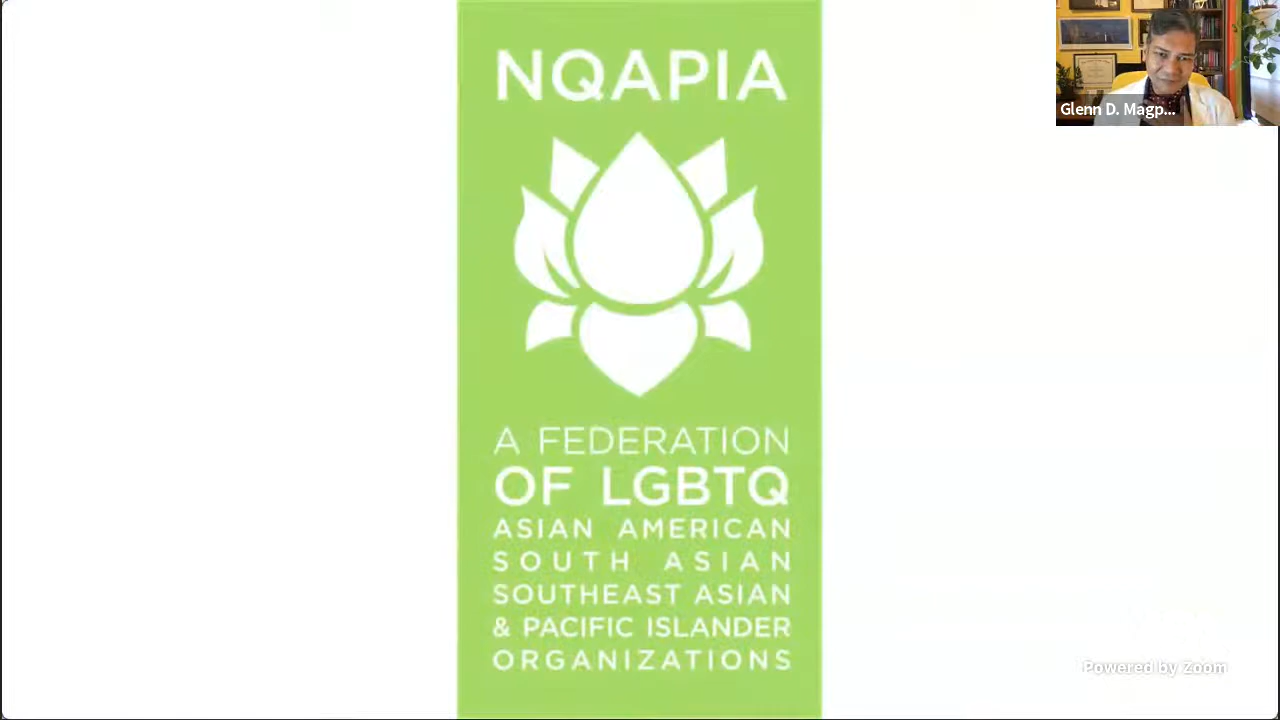 NQAPIA
A FEDERATION
OF LGBTQ
ASIAN AMERICAN
SOUTH ASIAN
SOUTHEAST ASIAN
& PACIFIC ISLANDER
ORGANIZATIONS
Glenn D. Magp...
Powered by Zoom